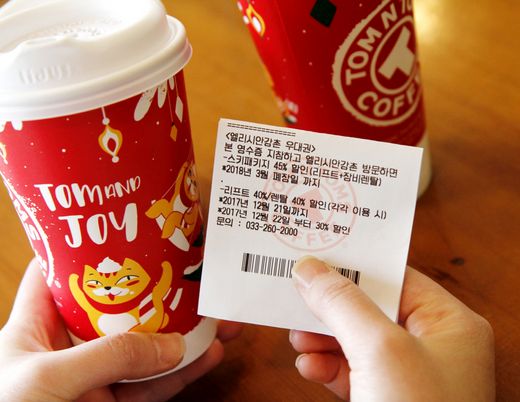 TOM N TOMS
COFFEE
<엘리시안강촌 우대권>
본 영수증 지참하고 엘리시안강촌 방문하면
-스키패키지 45% 할인(리프트+장비렌탈)
*2018년 3월 폐장일 까지
-리프트 40%/렌탈 40% 할인(각각 이용 시)
*2017년 12월 21일까지
*2017년 12월 22일 부터 30% 할인
문의 : 033-260-2000
TOM AND
JOY